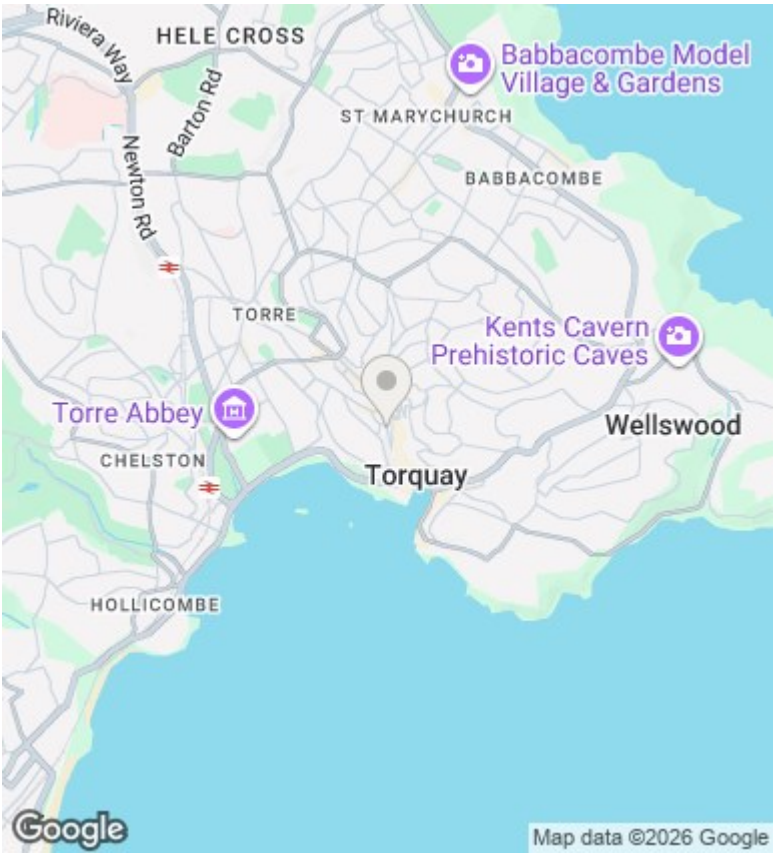 Riviera Way
HELE CROSS
Barton Rd
Babbacombe Model
Village & Gardens
ST MARYCHURCH
Newton Rd
BABBACOMBE
TORRE
Kents Cavern
Prehistoric Caves
Torre Abbey
Wellswood
CHELSTON
Torquay
HOLLICOMBE
Google
Map data ©2026 Google